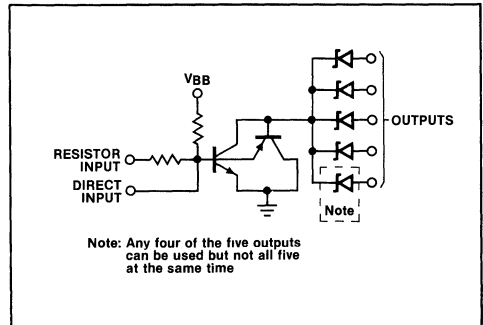 VBB
RESISTOR
INPUT
DIRECT
INPUT
OUTPUTS
Note
Note: Any four of the five outputs
can be used but not all five
at the same time